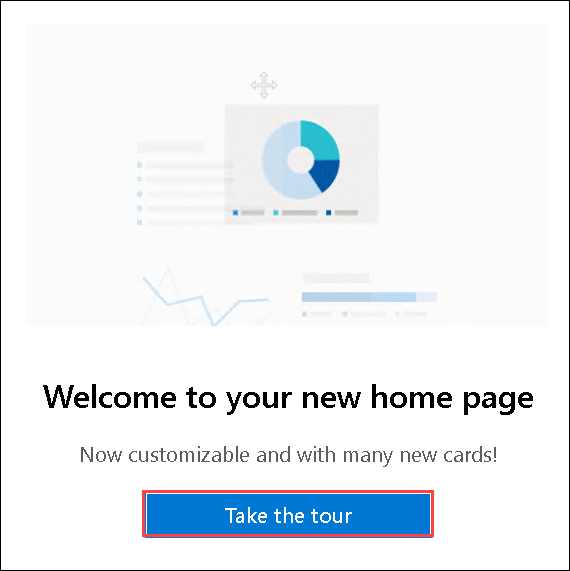 Welcome to your new home page
Now customizable and with many new cards!
Take the tour